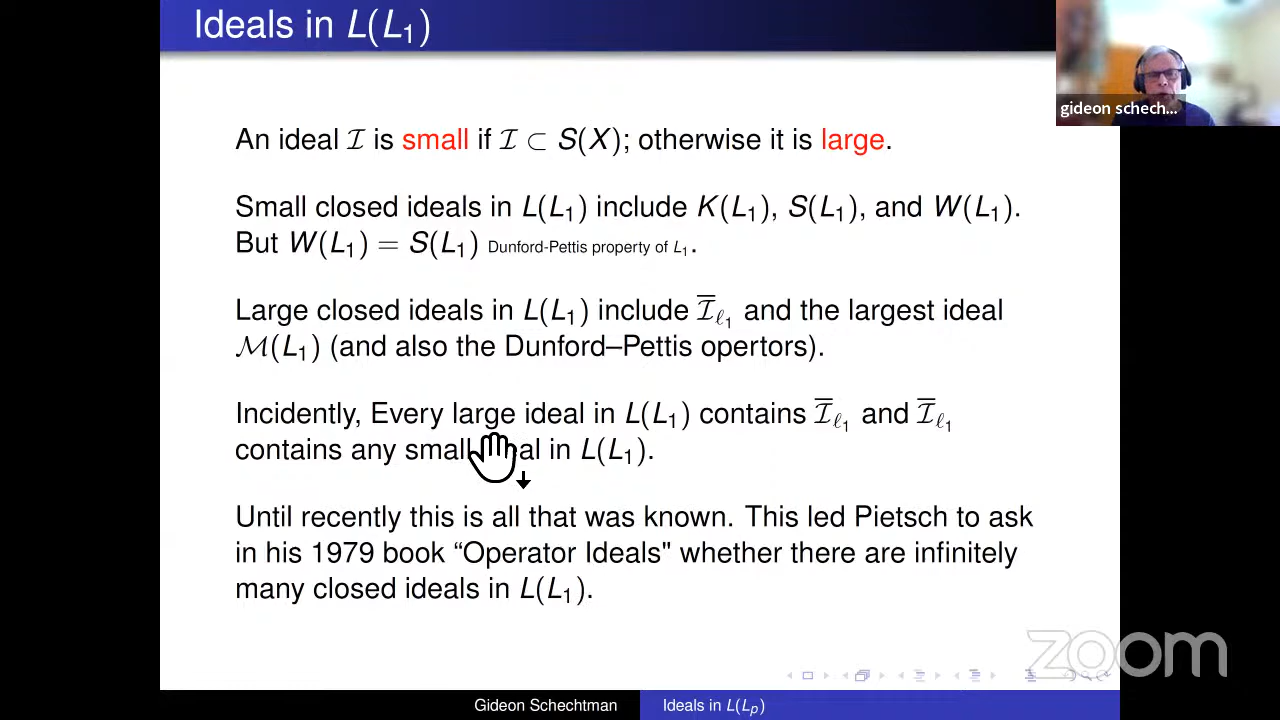 Ideals in L(L₁)
gideon schech...
An ideal 𝓘 is small if 𝓘 ⊂ S(X); otherwise it is large.
Small closed ideals in L(L₁) include K(L₁), S(L₁), and W(L₁).
But W(L₁) = S(L₁) Dunford-Pettis property of L₁.
Large closed ideals in L(L₁) include 𝓘̅_ℓ₁ and the largest ideal
𝓜(L₁) (and also the Dunford–Pettis opertors).
Incidently, Every large ideal in L(L₁) contains 𝓘̅_ℓ₁ and 𝓘̅_ℓ₁
contains any small ideal in L(L₁).
Until recently this is all that was known. This led Pietsch to ask
in his 1979 book “Operator Ideals" whether there are infinitely
many closed ideals in L(L₁).
zoom
Gideon Schechtman
Ideals in L(Lₚ)